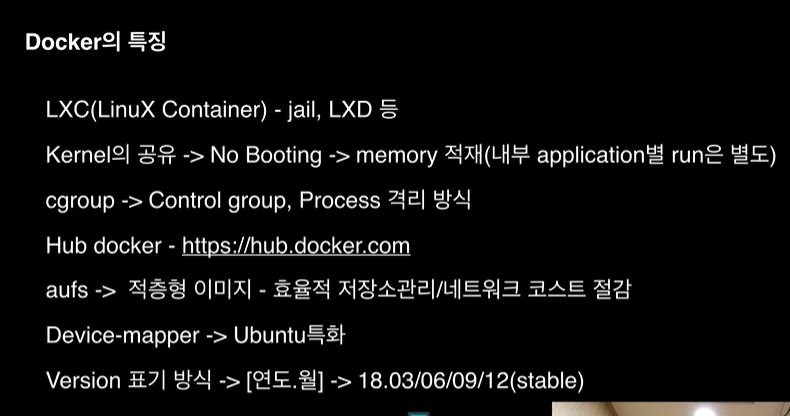 Docker의 특징
LXC(LinuX Container) - jail, LXD 등
Kernel의 공유 -> No Booting -> memory 적재(내부 application별 run은 별도)
cgroup -> Control group, Process 격리 방식
Hub docker - https://hub.docker.com
aufs -> 적층형 이미지 - 효율적 저장소관리/네트워크 코스트 절감
Device-mapper -> Ubuntu특화
Version 표기 방식 -> [연도.월] -> 18.03/06/09/12(stable)